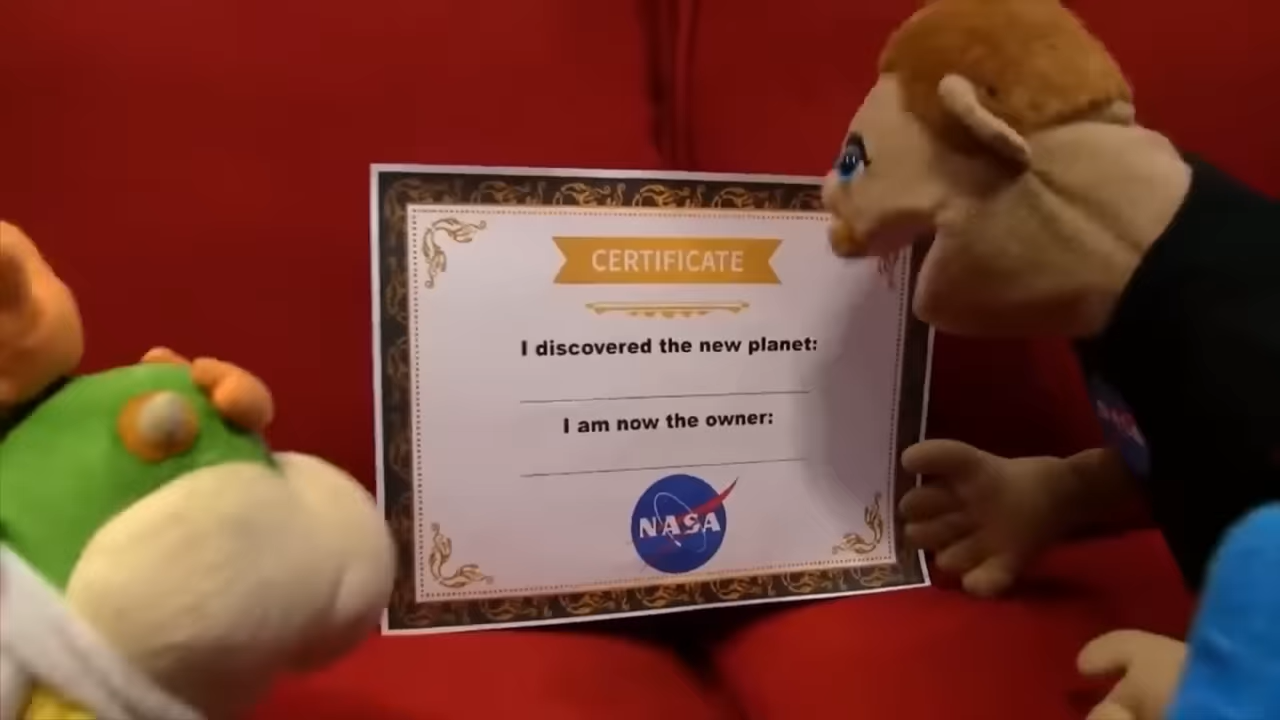 CERTIFICATE
I discovered the new planet:
I am now the owner:
NASA